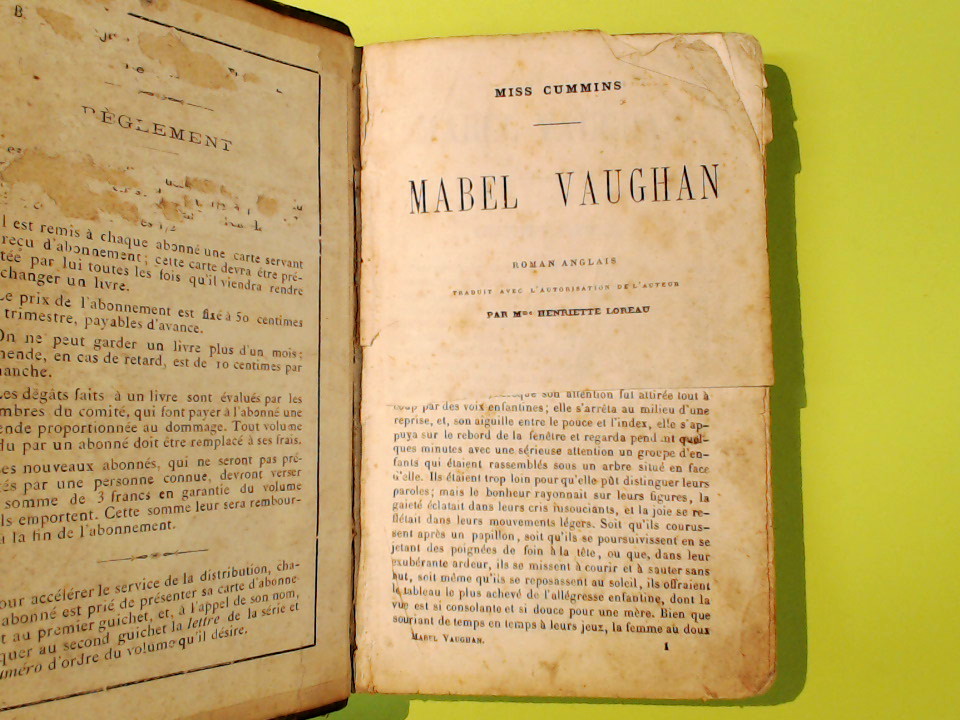 B.
RÈGLEMENT
l est remis à chaque abonné une carte servant
reçu d'abonnement; cette carte devra être pré-
tée par lui toutes les fois qu'il viendra rendre
changer un livre.
Le prix de l'abonnement est fixé à 50 centimes
trimestre, payables d'avance.
On ne peut garder un livre plus d'un mois;
mende, en cas de retard, est de 10 centimes par
manche.
Les dégâts faits à un livre sont évalués par les
mbres du comité, qui font payer à l'abonné une
ende proportionnée au dommage. Tout volume
du par un abonné doit être remplacé à ses frais.
es nouveaux abonnés, qui ne seront pas pré-
tés par une personne connue, devront verser
somme de 3 francs en garantie du volume
ls emportent. Cette somme leur sera rembour-
à la fin de l'abonnement.
our accélérer le service de la distribution, cha-
abonné est prié de présenter sa carte d'abonné
t au premier guichet, et, à l'appel de son nom,
quer au second guichet la lettre de la série et
uméro d'ordre du volume qu'il désire.
MISS CUMMINS
MABEL VAUGHAN
ROMAN ANGLAIS
TRADUIT AVEC L'AUTORISATION DE L'AUTEUR
PAR Mme HENRIETTE LOREAU
son attention fut attirée tout à
coup par des voix enfantines; elle s'arrêta au milieu d'une
reprise, et, son aiguille entre le pouce et l'index, elle s'ap-
puya sur le rebord de la fenêtre et regarda pendant quel-
ques minutes avec une sérieuse attention un groupe d'en-
fants qui étaient rassemblés sous un arbre situé en face
d'elle. Ils étaient trop loin pour qu'elle pût distinguer leurs
paroles; mais le bonheur rayonnait sur leurs figures, la
gaieté éclatait dans leurs cris insouciants, et la joie se re-
flétait dans leurs mouvements légers. Soit qu'ils courus-
sent après un papillon, soit qu'ils se poursuivissent en se
jetant des poignées de foin à la tête, ou que, dans leur
exubérante ardeur, ils se missent à courir et à sauter sans
but, soit même qu'ils se reposassent au soleil, ils offraient
le tableau le plus achevé de l'allégresse enfantine, dont la
vue est si consolante et si douce pour une mère. Bien que
souriant de temps en temps à leurs jeux, la femme au doux
MABEL VAUGHAN.
1